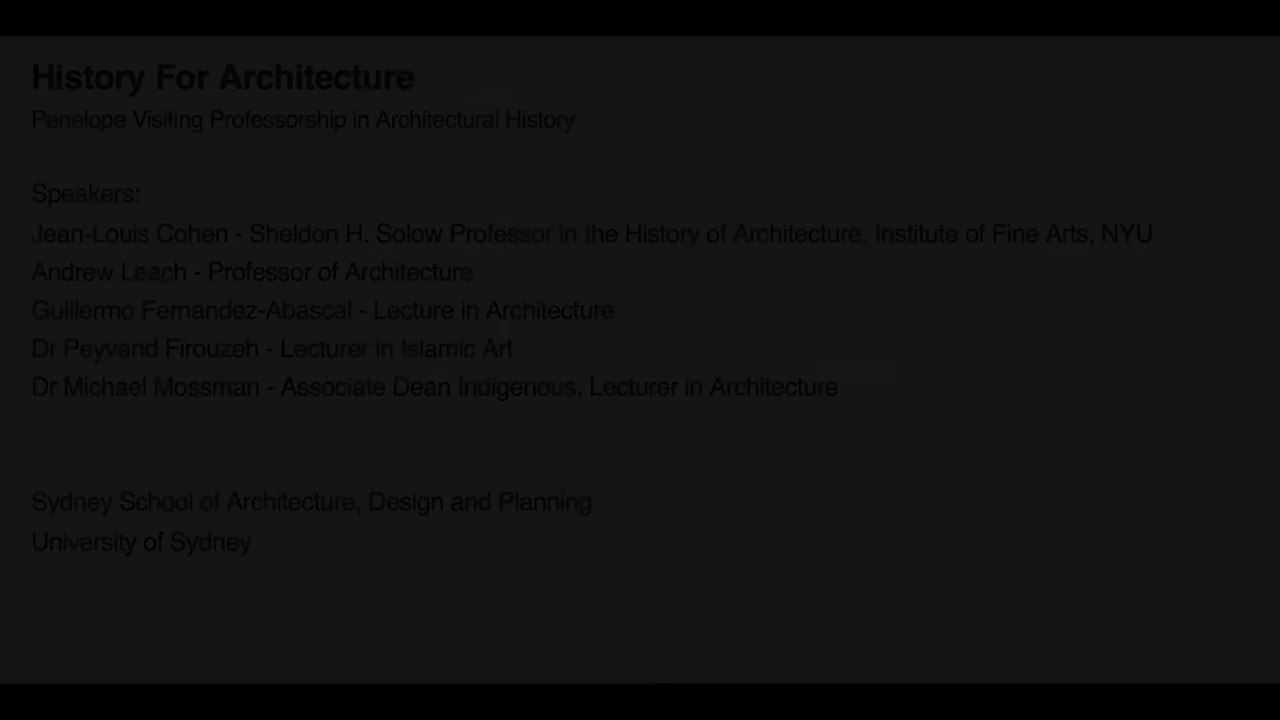 History For Architecture
Penelope Visiting Professorship in Architectural History
Speakers:
Jean-Louis Cohen - Sheldon H. Solow Professor in the History of Architecture, Institute of Fine Arts, NYU
Andrew Leach - Professor of Architecture
Guillermo Fernandez-Abascal - Lecture in Architecture
Dr Peyvand Firouzeh - Lecturer in Islamic Art
Dr Michael Mossman - Associate Dean Indigenous, Lecturer in Architecture
Sydney School of Architecture, Design and Planning
University of Sydney